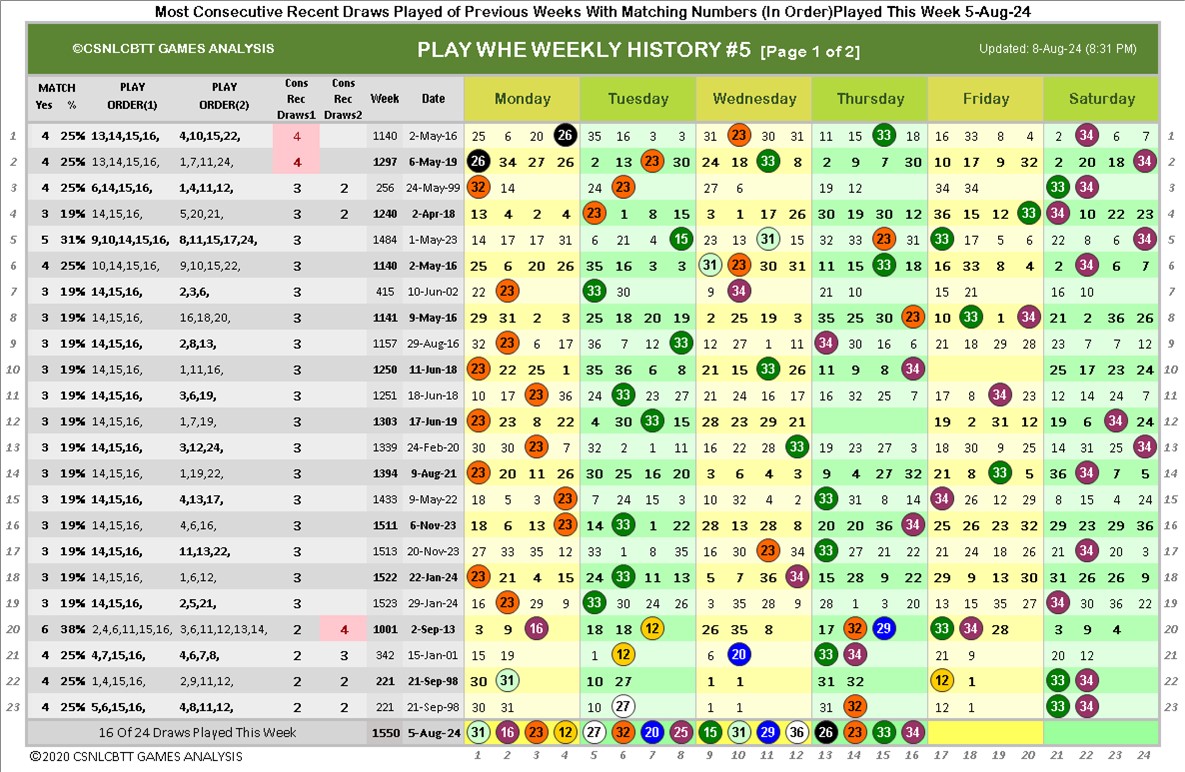 Most Consecutive Recent Draws Played of Previous Weeks With Matching Numbers (In Order)Played This Week 5-Aug-24
©CSNLCBTT GAMES ANALYSIS PLAY WHE WEEKLY HISTORY #5 [Page 1 of 2] Updated: 8-Aug-24 (8:31 PM)
MATCH Yes % PLAY ORDER(1) PLAY ORDER(2) Cons Rec Draws1 Cons Rec Draws2 Week Date Monday Tuesday Wednesday Thursday Friday Saturday
1 4 25% 13,14,15,16, 4,10,15,22, 4 1140 2-May-16 25 6 20 26 35 16 3 3 31 23 30 31 11 15 33 18 16 33 8 4 2 34 6 7 1
2 4 25% 13,14,15,16, 1,7,11,24, 4 1297 6-May-19 26 34 27 26 2 13 23 30 24 18 33 8 2 9 7 30 10 17 9 32 2 20 18 34 2
3 4 25% 6,14,15,16, 1,4,11,12, 3 2 256 24-May-99 32 14 24 23 27 6 19 12 34 34 33 34 3
4 3 19% 14,15,16, 5,20,21, 3 2 1240 2-Apr-18 13 4 2 4 23 1 8 15 3 1 17 26 30 19 30 12 36 15 12 33 34 10 22 23 4
5 5 31% 9,10,14,15,16, 8,11,15,17,24, 3 1484 1-May-23 14 17 17 31 6 21 4 15 23 13 31 15 32 33 23 31 33 17 5 6 22 8 6 34 5
6 4 25% 10,14,15,16, 9,10,15,22, 3 1140 2-May-16 25 6 20 26 35 16 3 3 31 23 30 31 11 15 33 18 16 33 8 4 2 34 6 7 6
7 19% 14,15,16, 2,3,6, 3 415 10-Jun-02 22 23 33 30 9 34 21 10 15 21 16 10 7
8 19% 14,15,16, 16,18,20, 3 1141 9-May-16 29 31 2 3 25 18 20 19 2 25 19 3 35 25 30 23 10 33 1 34 21 2 36 26 8
9 3 19% 14,15,16, 2,8,13, 3 1157 29-Aug-16 32 23 6 17 36 7 12 33 12 27 1 11 34 30 16 6 21 18 29 28 23 7 7 12 9
10 3 19% 14,15,16, 1,11,16, 3 1250 11-Jun-18 23 22 25 1 35 36 6 8 21 15 33 26 11 9 8 34 25 17 23 24 10
11 3 19% 14,15,16, 3,6,19, 3 1251 18-Jun-18 10 17 23 36 24 33 23 27 21 24 16 17 16 32 25 7 17 8 34 23 12 14 24 7 11
12 3 19% 14,15,16, 1,7,19, 3 1303 17-Jun-19 23 23 8 22 4 30 33 15 28 23 29 21 19 2 31 12 19 6 34 24 12
13 3 19% 14,15,16, 3,12,24, 3 1339 24-Feb-20 30 30 23 7 32 2 1 11 16 22 28 33 19 23 27 3 18 30 9 25 14 31 25 34 13
14 3 19% 14,15,16, 1,19,22, 3 1394 9-Aug-21 23 20 11 26 30 25 16 20 3 6 4 3 9 4 27 32 21 8 33 5 36 34 7 5 14
15 3 19% 14,15,16, 4,13,17, 3 1433 9-May-22 18 5 3 23 7 24 15 3 10 32 4 2 33 31 8 14 34 26 12 29 8 15 4 24 15
16 3 19% 14,15,16, 4,6,16, 3 1511 6-Nov-23 18 6 13 23 14 33 1 22 28 13 28 8 20 20 36 34 25 26 23 32 29 23 29 36 16
17 3 19% 14,15,16, 11,13,22, 3 1513 20-Nov-23 27 33 35 12 33 1 8 35 16 30 23 34 33 27 21 22 21 24 18 26 21 34 20 3 17
18 3 19% 14,15,16, 1,6,12, 3 1522 22-Jan-24 23 21 4 15 24 33 11 13 5 7 36 34 15 28 9 22 29 9 13 30 31 26 26 9 18
19 3 19% 14,15,16, 2,5,21, 3 1523 29-Jan-24 16 23 29 9 33 30 24 26 3 35 28 9 28 1 3 20 13 15 35 27 34 30 36 22 19
20 6 38% 2,4,6,11,15,16, 3,6,11,12,13,14, 2 4 1001 2-Sep-13 3 9 16 18 18 12 26 35 8 17 32 29 33 34 28 3 9 4 20
21 25% 4,7,15,16, 4,6,7,8, 2 3 342 15-Jan-01 15 19 1 12 6 20 33 34 21 9 20 12 21
22 4 25% 1,4,15,16, 2,9,11,12, 2 2 221 21-Sep-98 30 31 10 27 1 1 31 32 12 1 33 34 22
23 4 25% 5,6,15,16, 4,8,11,12, 2 2 221 21-Sep-98 30 31 10 27 1 1 31 32 12 1 33 34 23
16 Of 24 Draws Played This Week 1550 5-Aug-24 31 16 23 12 27 32 20 25 15 31 29 36 26 23 33 34
©2020 CSNLCBTT GAMES ANALYSIS 1 2 3 4 5 6 7 8 9 10 11 12 13 14 15 16 17 18 19 20 21 22 23 24